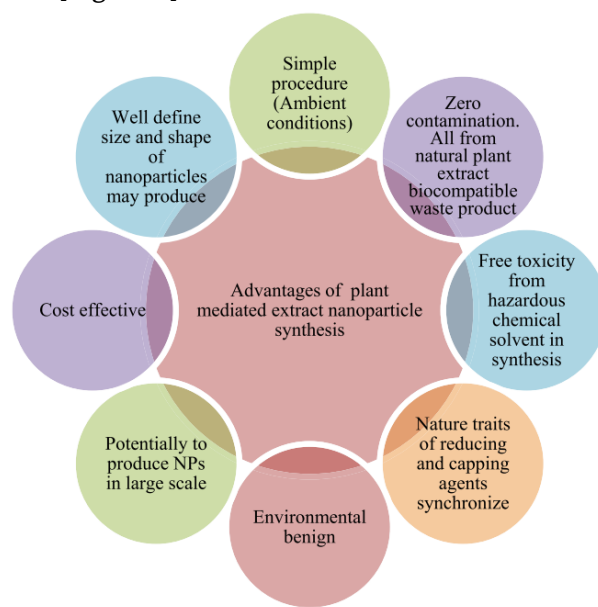 Simple
procedure
(Ambient
conditions)
Zero
contamination.
All from
natural plant
extract
biocompatible
waste product
Free toxicity
from
hazardous
chemical
solvent in
synthesis
Nature traits
of reducing
and capping
agents
synchronize
Environmental
benign
Potentially to
produce NPs
in large scale
Cost effective
Well define
size and shape
of
nanoparticles
may produce
Advantages of plant
mediated extract nanoparticle
synthesis